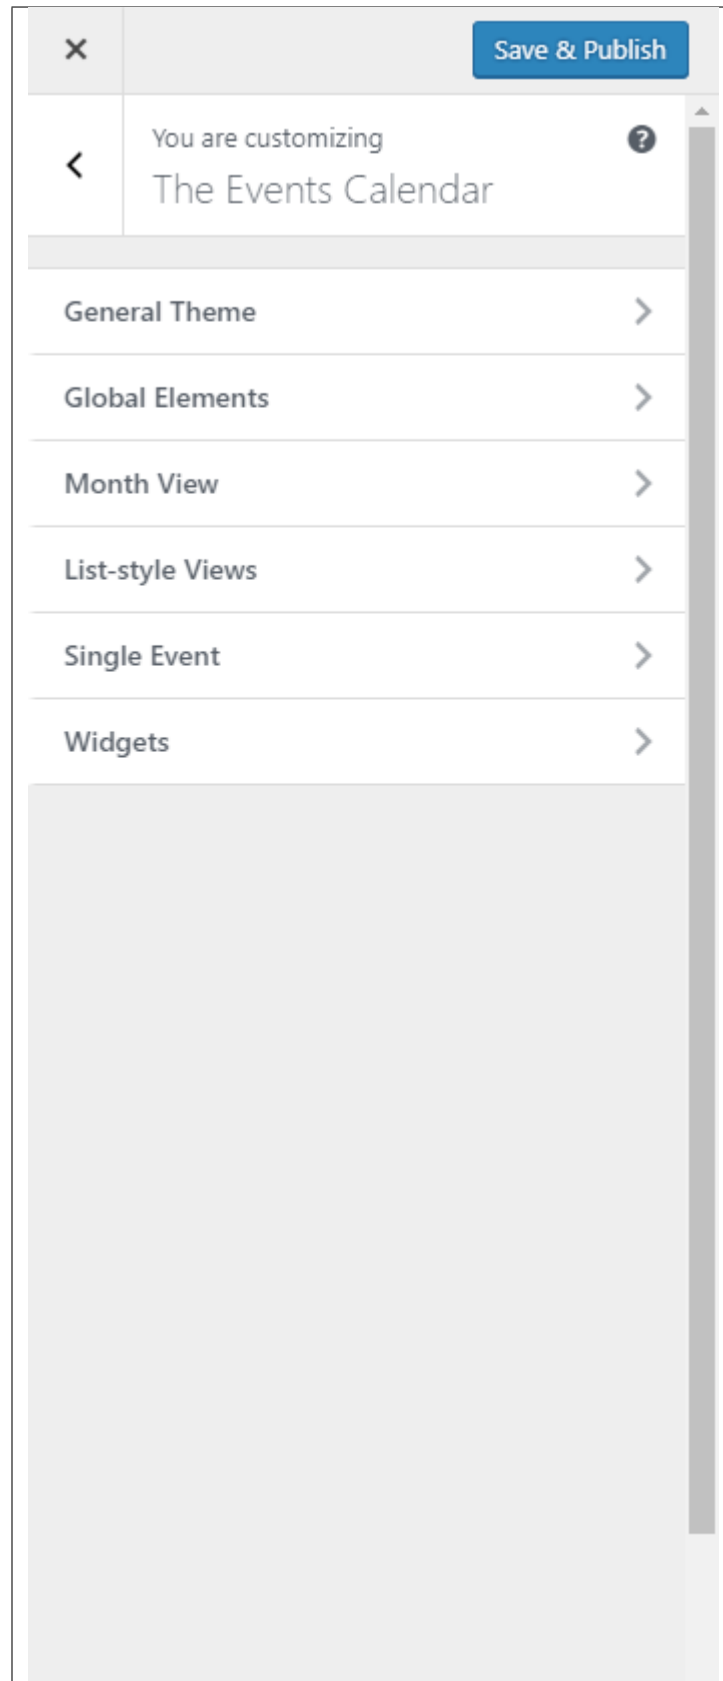 Save & Publish
You are customizing
The Events Calendar
General Theme
Global Elements
Month View
List-style Views
Single Event
Widgets